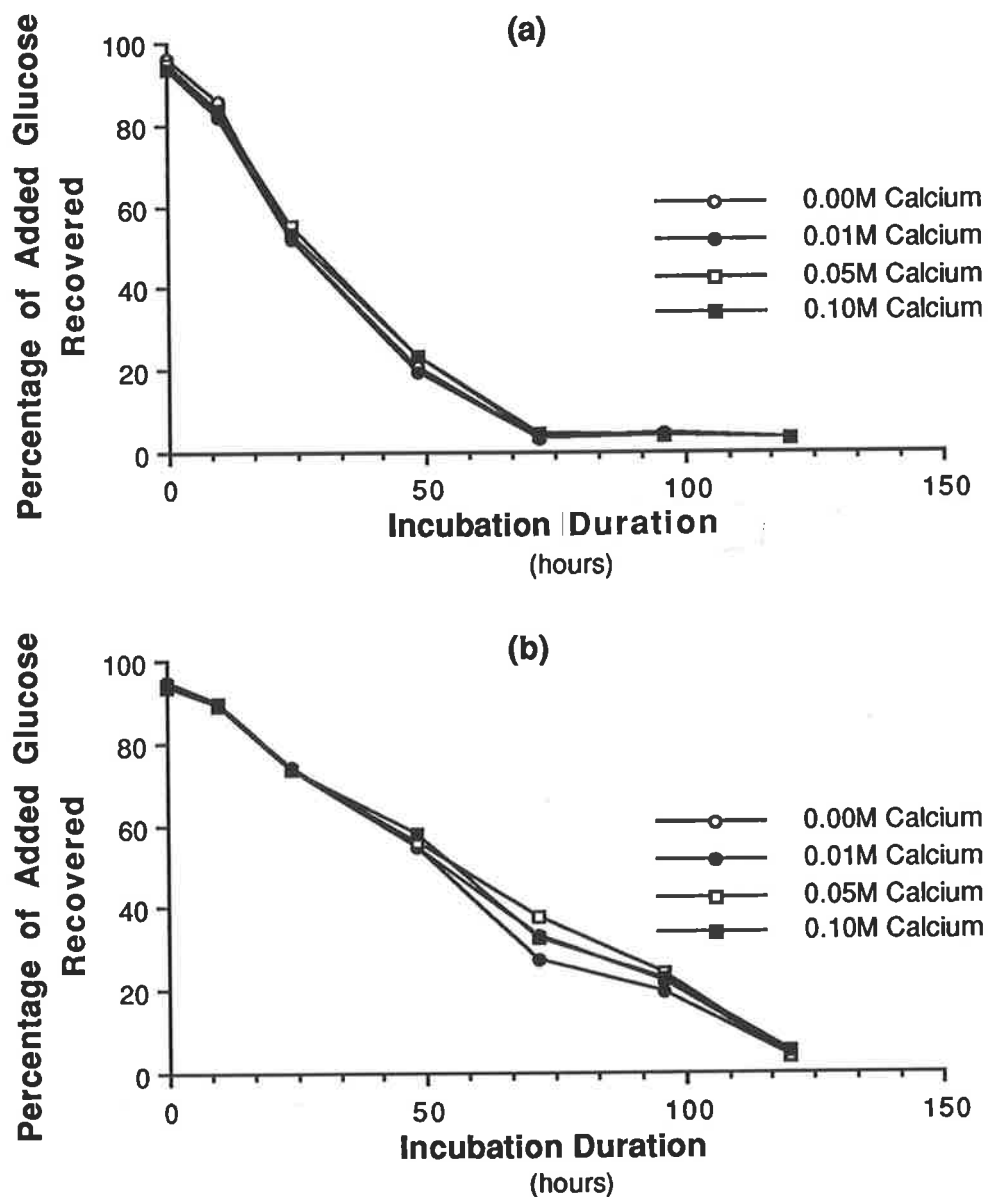 (a)
Percentage of Added Glucose
Recovered
100
80
60
40
20
0
0 50 100 150
0.00M Calcium
0.01M Calcium
0.05M Calcium
0.10M Calcium
Incubation Duration
(hours)
(b)
Percentage of Added Glucose
Recovered
100
80
60
40
20
0
0 50 100 150
0.00M Calcium
0.01M Calcium
0.05M Calcium
0.10M Calcium
Incubation Duration
(hours)